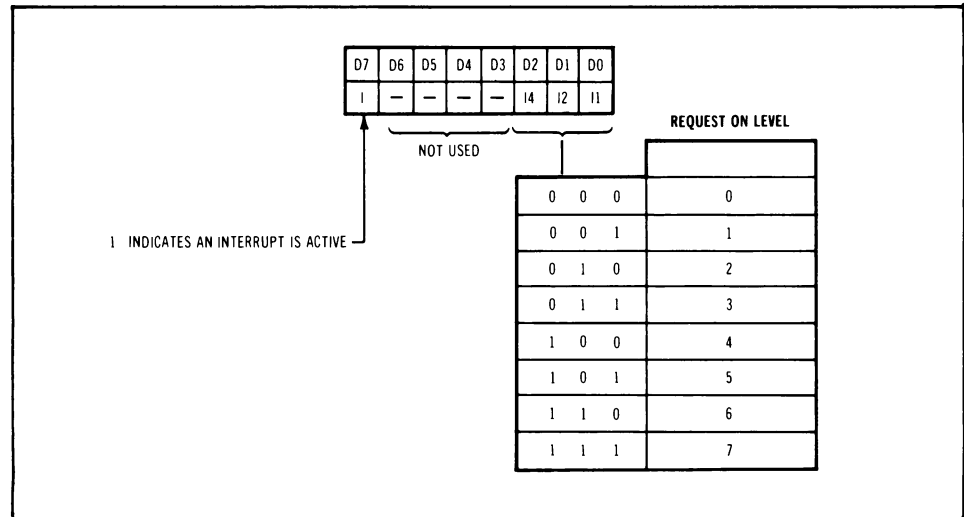 D7 D6 D5 D4 D3 D2 D1 D0
I — — — — I4 I2 I1
REQUEST ON LEVEL
NOT USED
0 0 0 0
0 0 1 1
0 1 0 2
0 1 1 3
1 0 0 4
1 0 1 5
1 1 0 6
1 1 1 7
1 INDICATES AN INTERRUPT IS ACTIVE